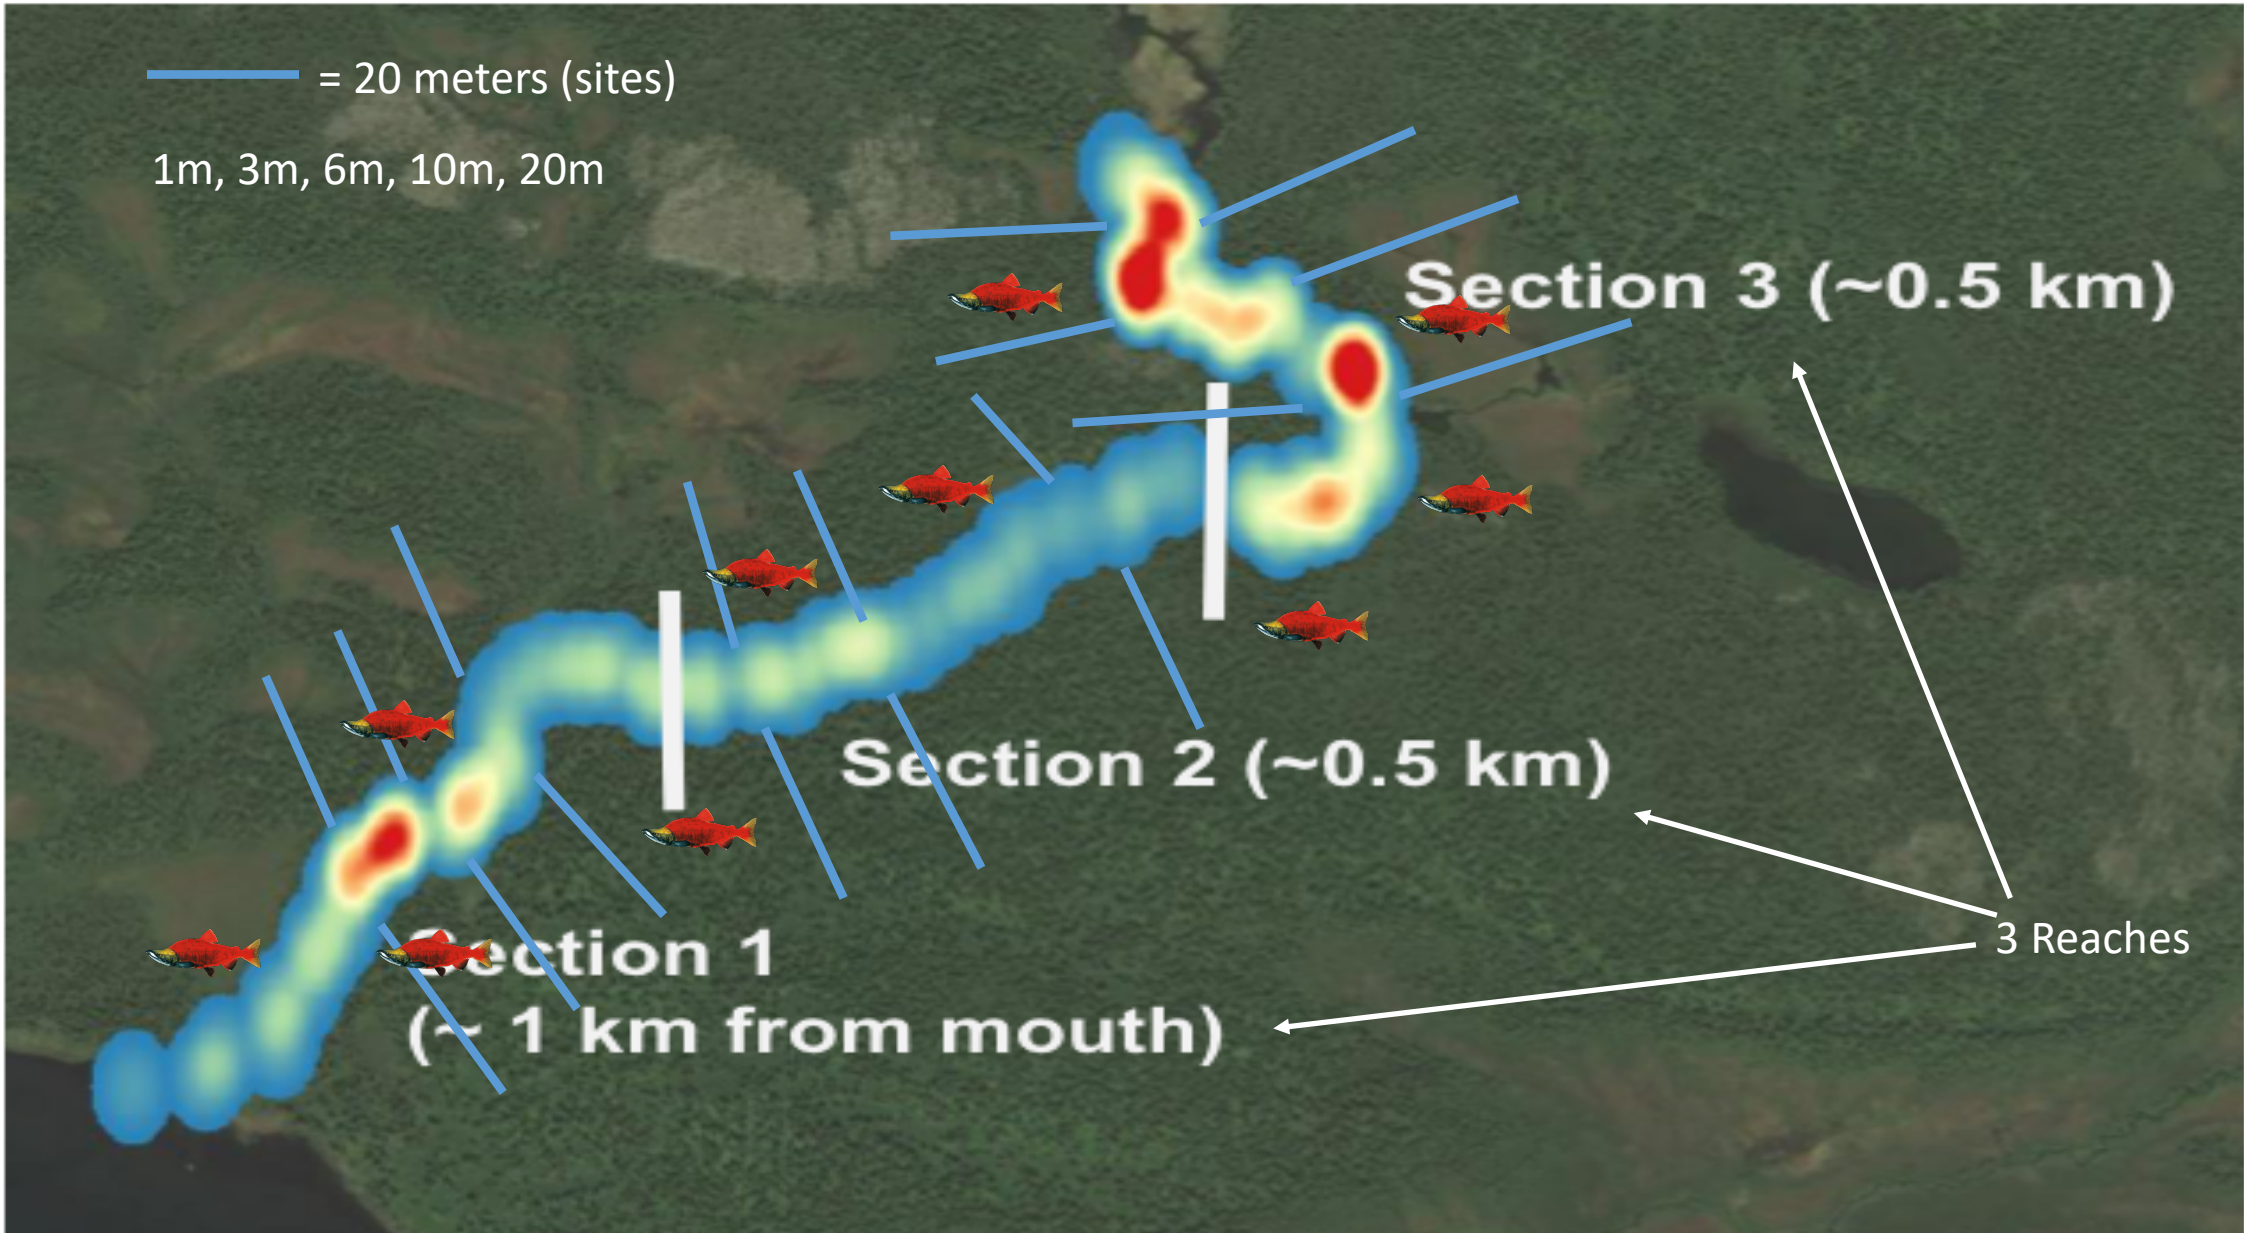 = 20 meters (sites)
1m, 3m, 6m, 10m, 20m
Section 3 (~0.5 km)
Section 2 (~0.5 km)
3 Reaches
Section 1
(~ 1 km from mouth)